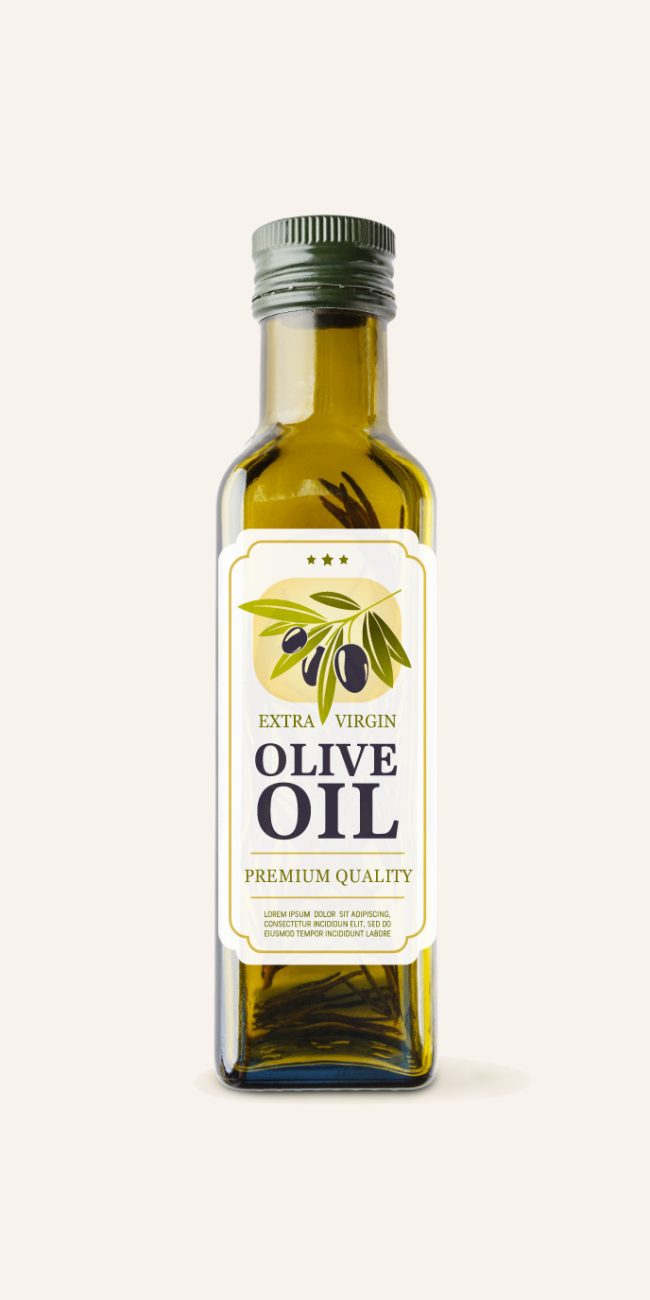 EXTRA VIRGIN
OLIVE
OIL
PREMIUM QUALITY
LOREM IPSUM DOLOR SIT ADIPISCING,
CONSECTETUR INCIDIDUN ELIT, SED DO
EIUSMOD TEMPOR INCIDIDUNT LABORE